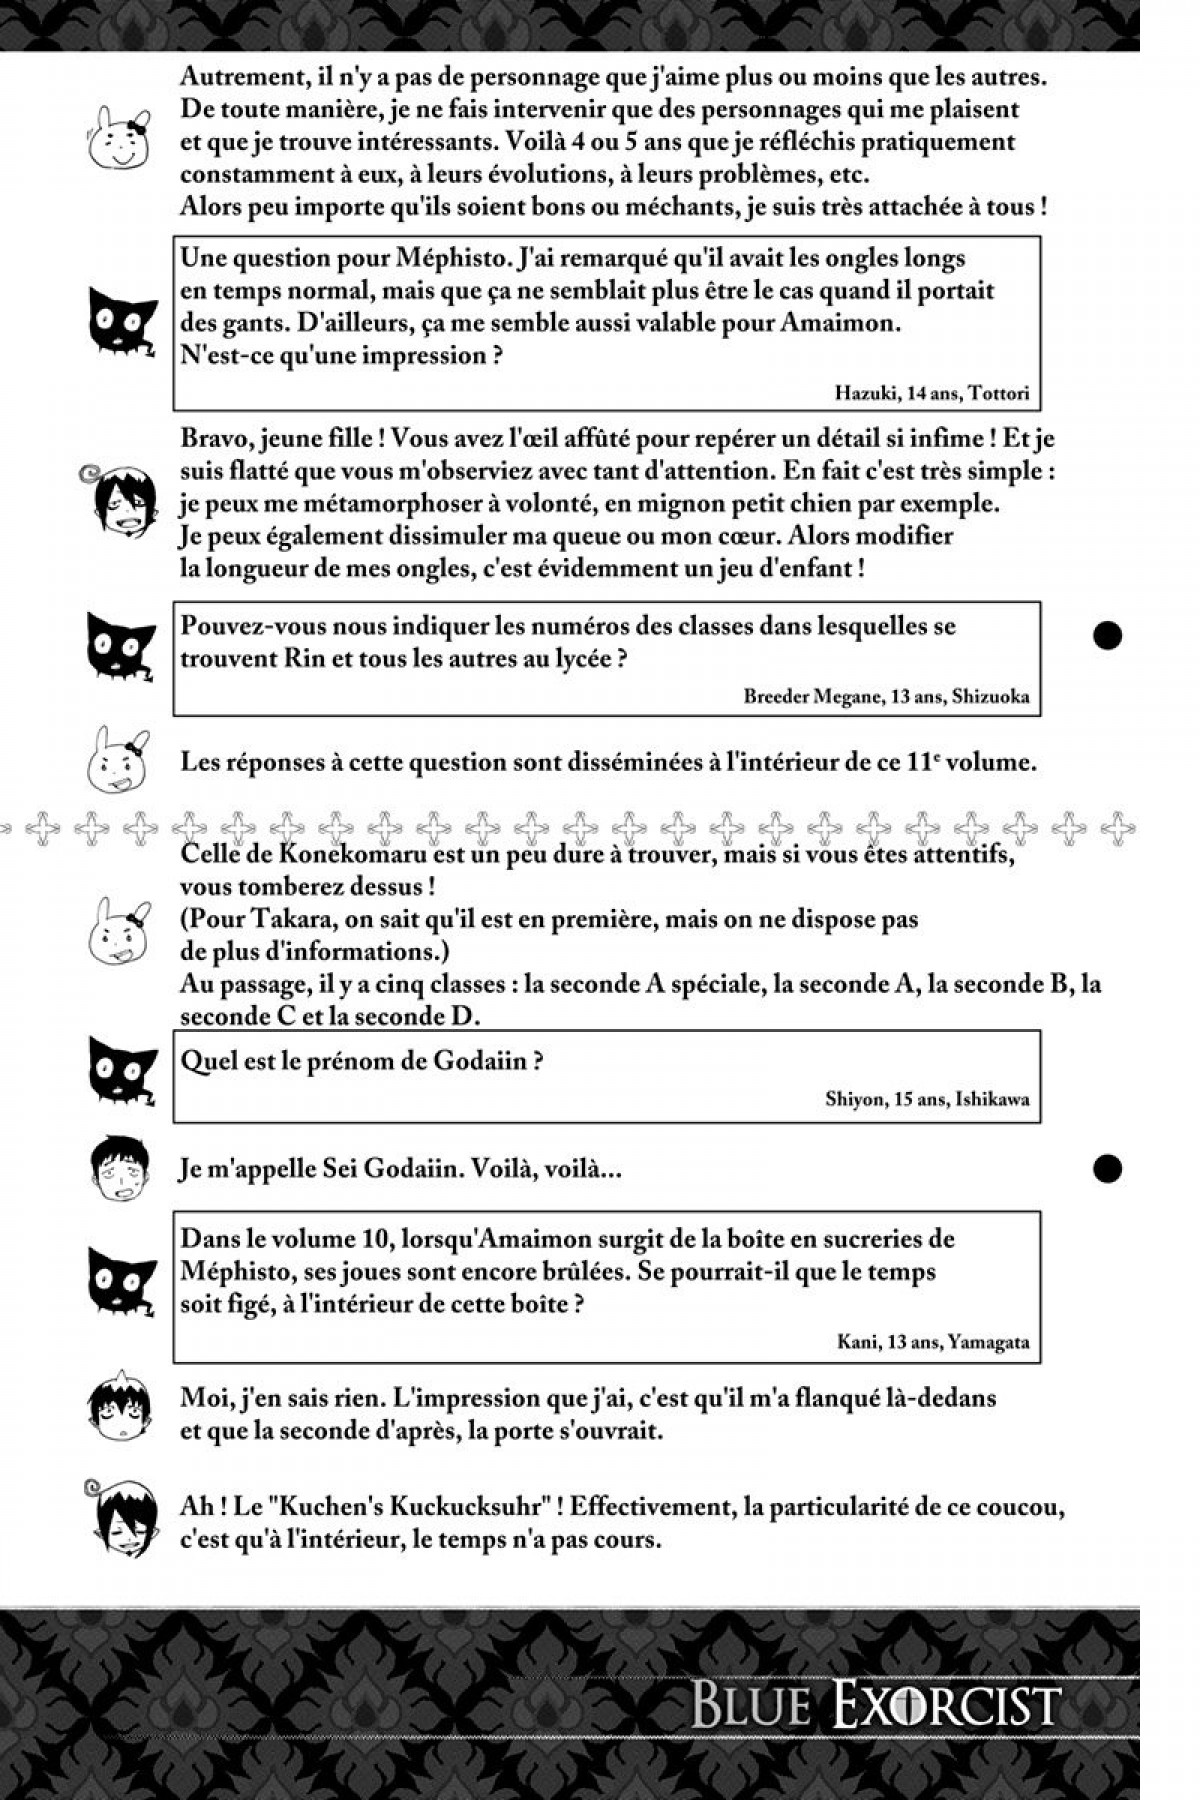 Autrement, il n'y a pas de personnage que j'aime plus ou moins que les autres.
De toute manière, je ne fais intervenir que des personnages qui me plaisent
et que je trouve intéressants. Voilà 4 ou 5 ans que je réfléchis pratiquement
constamment à eux, à leurs évolutions, à leurs problèmes, etc.
Alors peu importe qu'ils soient bons ou méchants, je suis très attachée à tous !
Une question pour Méphisto. J'ai remarqué qu'il avait les ongles longs
en temps normal, mais que ça ne semblait plus être le cas quand il portait
des gants. D'ailleurs, ça me semble aussi valable pour Amaimon.
N'est-ce qu'une impression ?
Hazuki, 14 ans, Tottori
Bravo, jeune fille ! Vous avez l'œil affûté pour repérer un détail si infime ! Et je
suis flatté que vous m'observiez avec tant d'attention. En fait c'est très simple :
je peux me métamorphoser à volonté, en mignon petit chien par exemple.
Je peux également dissimuler ma queue ou mon cœur. Alors modifier
la longueur de mes ongles, c'est évidemment un jeu d'enfant !
Pouvez-vous nous indiquer les numéros des classes dans lesquelles se
trouvent Rin et tous les autres au lycée ?
Breeder Megane, 13 ans, Shizuoka
Les réponses à cette question sont disséminées à l'intérieur de ce 11e volume.
Celle de Konekomaru est un peu dure à trouver, mais si vous êtes attentifs,
vous tomberez dessus !
(Pour Takara, on sait qu'il est en première, mais on ne dispose pas
de plus d'informations.)
Au passage, il y a cinq classes : la seconde A spéciale, la seconde A, la seconde B, la
seconde C et la seconde D.
Quel est le prénom de Godaiin ?
Shiyon, 15 ans, Ishikawa
Je m'appelle Sei Godaiin. Voilà, voilà...
Dans le volume 10, lorsqu'Amaimon surgit de la boîte en sucreries de
Méphisto, ses joues sont encore brûlées. Se pourrait-il que le temps
soit figé, à l'intérieur de cette boîte ?
Kani, 13 ans, Yamagata
Moi, j'en sais rien. L'impression que j'ai, c'est qu'il m'a flanqué là-dedans
et que la seconde d'après, la porte s'ouvrait.
Ah ! Le "Kuchen's Kuckucksuhr" ! Effectivement, la particularité de ce coucou,
c'est qu'à l'intérieur, le temps n'a pas cours.
BLUE EXORCIST